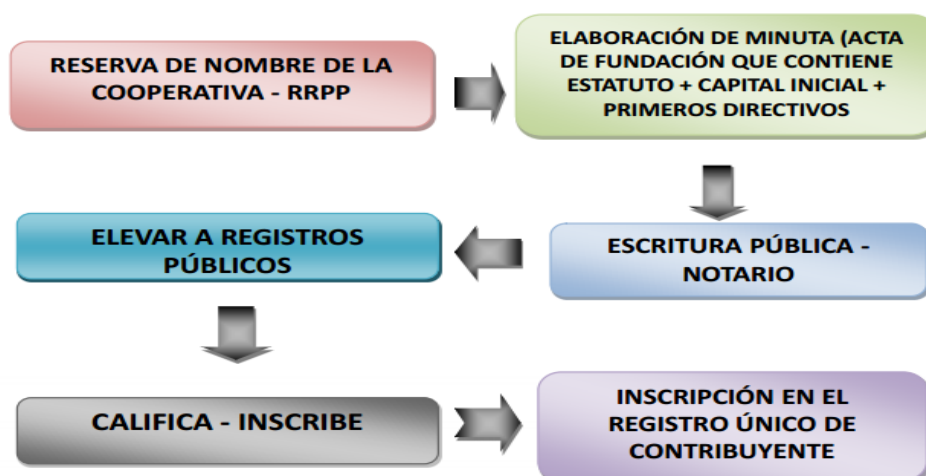 RESERVA DE NOMBRE DE LA
COOPERATIVA - RRPP
ELABORACIÓN DE MINUTA (ACTA
DE FUNDACIÓN QUE CONTIENE
ESTATUTO + CAPITAL INICIAL +
PRIMEROS DIRECTIVOS
ESCRITURA PÚBLICA -
NOTARIO
ELEVAR A REGISTROS
PÚBLICOS
CALIFICA - INSCRIBE
INSCRIPCIÓN EN EL
REGISTRO ÚNICO DE
CONTRIBUYENTE